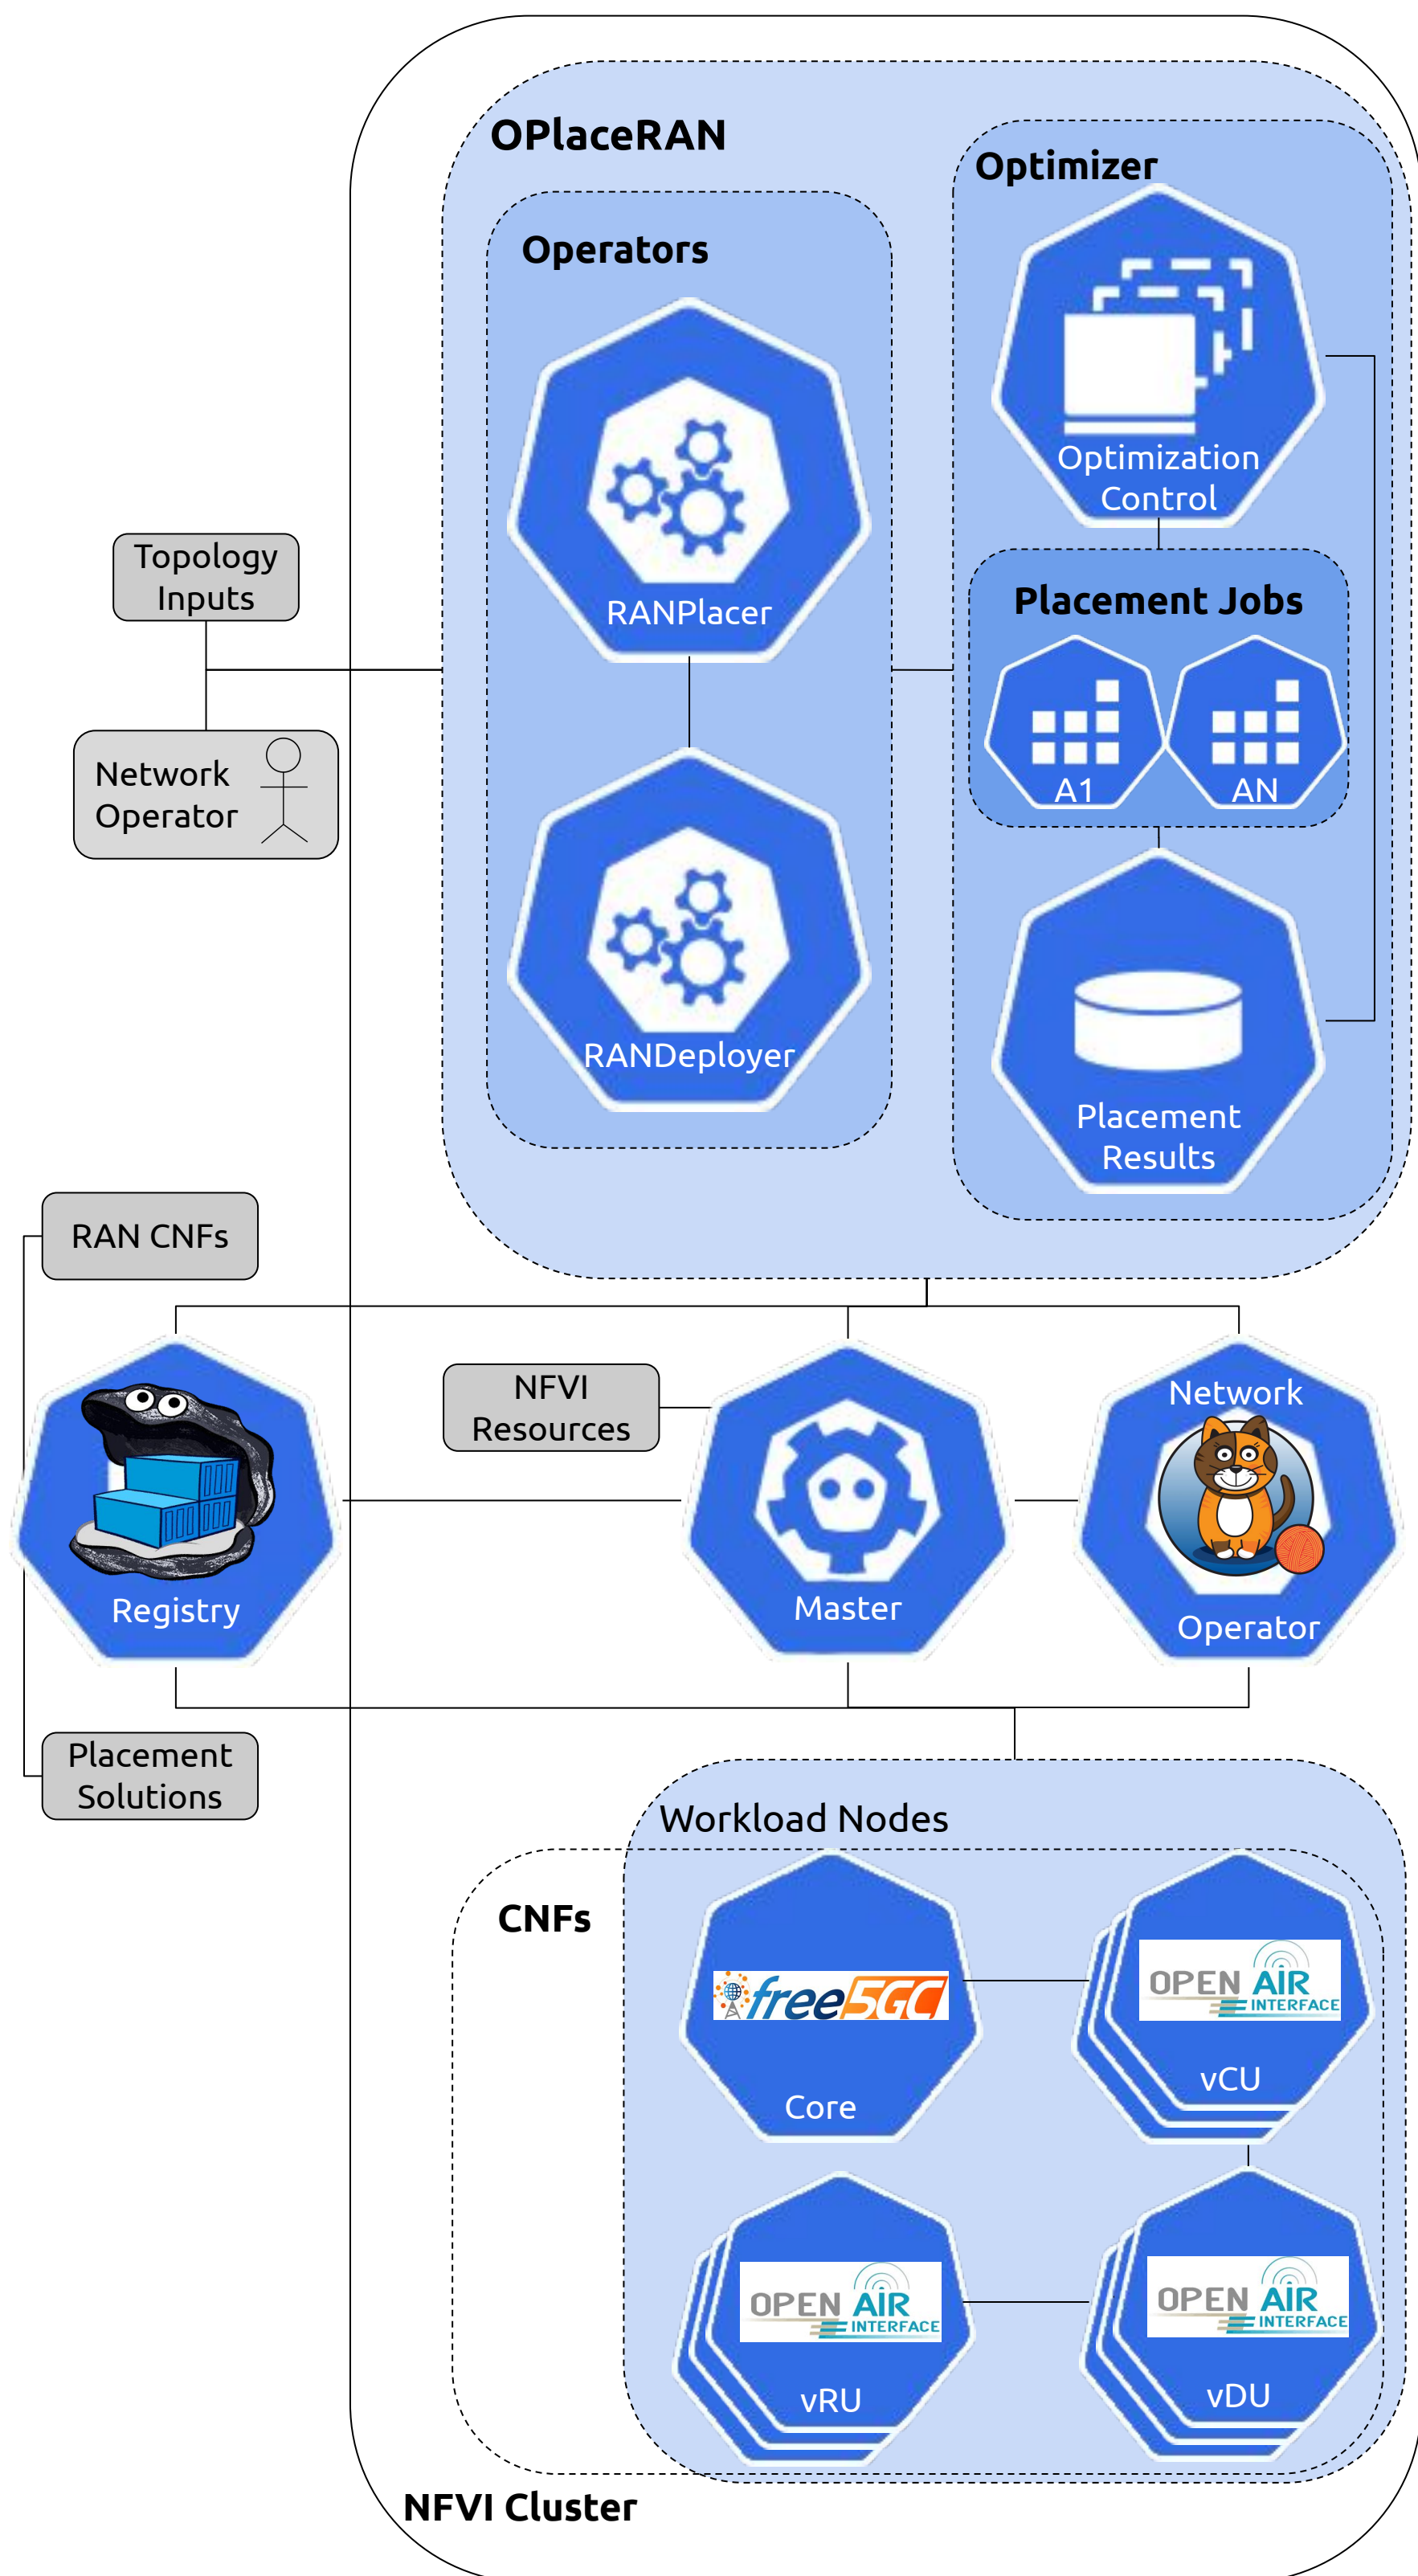 OPlaceRAN
Optimizer
Operators
Optimization
Control
RANPlacer
Topology
Inputs
Placement Jobs
A1
AN
Network
Operator
RANDeployer
Placement
Results
RAN CNFs
NFVI
Resources
Registry
Master
Network
Operator
Placement
Solutions
Workload Nodes
CNFs
free5GC
Core
OPEN AIR
INTERFACE
vCU
OPEN AIR
INTERFACE
vRU
OPEN AIR
INTERFACE
vDU
NFVI Cluster